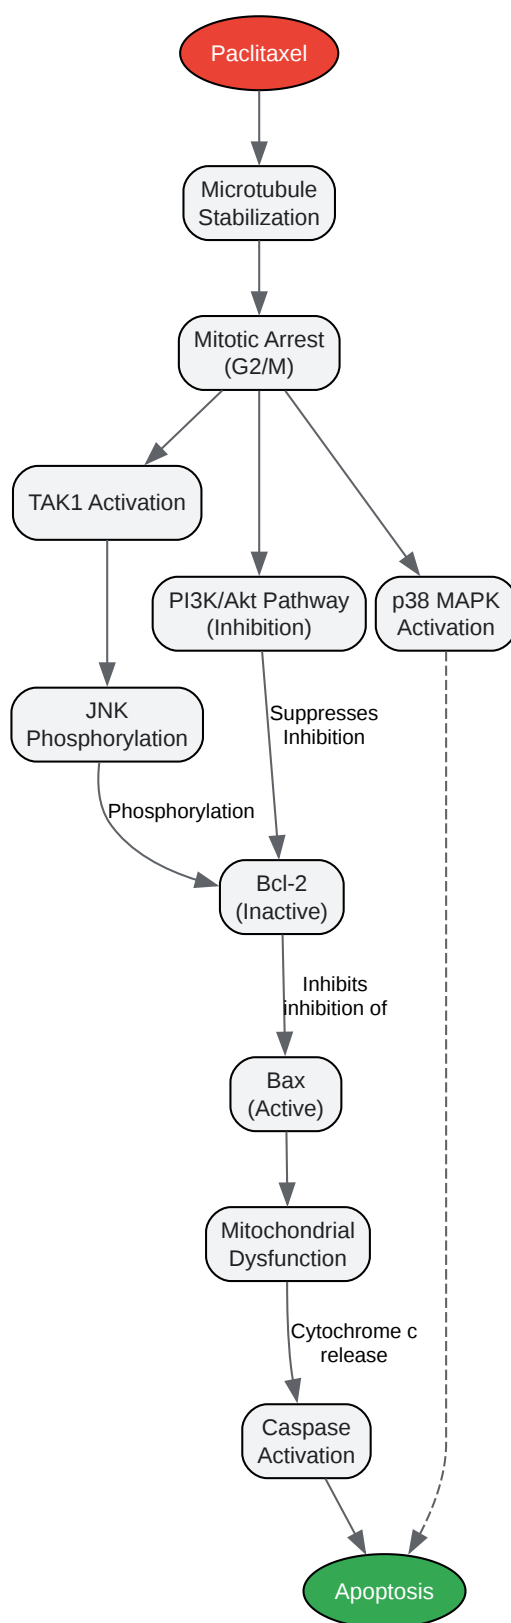 Paclitaxel
Microtubule
Stabilization
Mitotic Arrest
(G2/M)
TAK1 Activation
PI3K/Akt Pathway
(Inhibition)
p38 MAPK
Activation
JNK
Phosphorylation
Suppresses
Inhibition
Phosphorylation
Bcl-2
(Inactive)
Inhibits
inhibition of
Bax
(Active)
Mitochondrial
Dysfunction
Cytochrome c
release
Caspase
Activation
Apoptosis